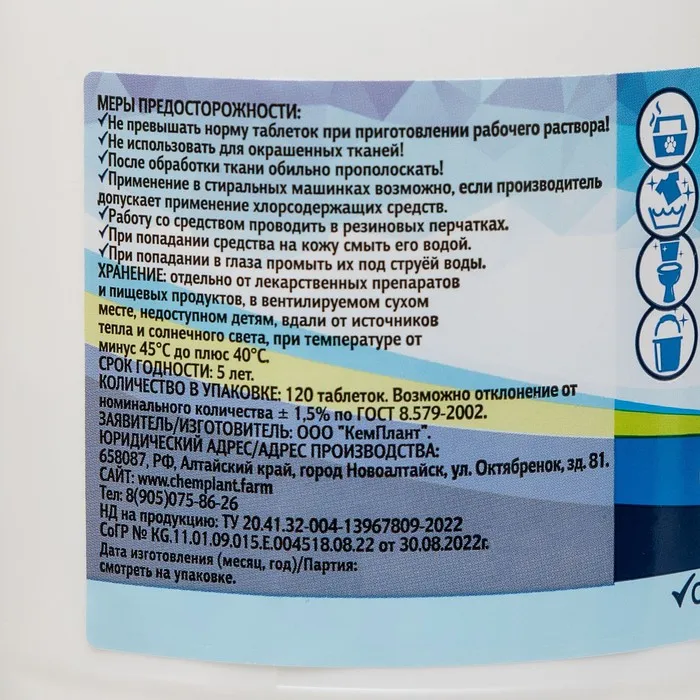 МЕРЫ ПРЕДОСТОРОЖНОСТИ:
✓Не превышать норму таблеток при приготовлении рабочего раствора!
✓Не использовать для окрашенных тканей!
✓После обработки ткани обильно прополоскать!
✓Применение в стиральных машинках возможно, если производитель
допускает применение хлорсодержащих средств.
✓Работу со средством проводить в резиновых перчатках.
✓При попадании средства на кожу смыть его водой.
✓При попадании в глаза промыть их под струёй воды.
ХРАНЕНИЕ: отдельно от лекарственных препаратов
и пищевых продуктов, в вентилируемом сухом
месте, недоступном детям, вдали от источников
тепла и солнечного света, при температуре от
минус 45°С до плюс 40°С.
СРОК ГОДНОСТИ: 5 лет.
КОЛИЧЕСТВО В УПАКОВКЕ: 120 таблеток. Возможно отклонение от
номинального количества ± 1,5% по ГОСТ 8.579-2002.
ЗАЯВИТЕЛЬ/ИЗГОТОВИТЕЛЬ: ООО "КемПлант".
ЮРИДИЧЕСКИЙ АДРЕС/АДРЕС ПРОИЗВОДСТВА:
658087, РФ, Алтайский край, город Новоалтайск, ул. Октябренок, зд. 81.
САЙТ: www.chemplant.farm
Тел: 8(905)075-86-26
НД на продукцию: ТУ 20.41.32-004-13967809-2022
СоГР № KG.11.01.09.015.E.004518.08.22 от 30.08.2022г.
Дата изготовления (месяц, год)/Партия:
смотреть на упаковке.